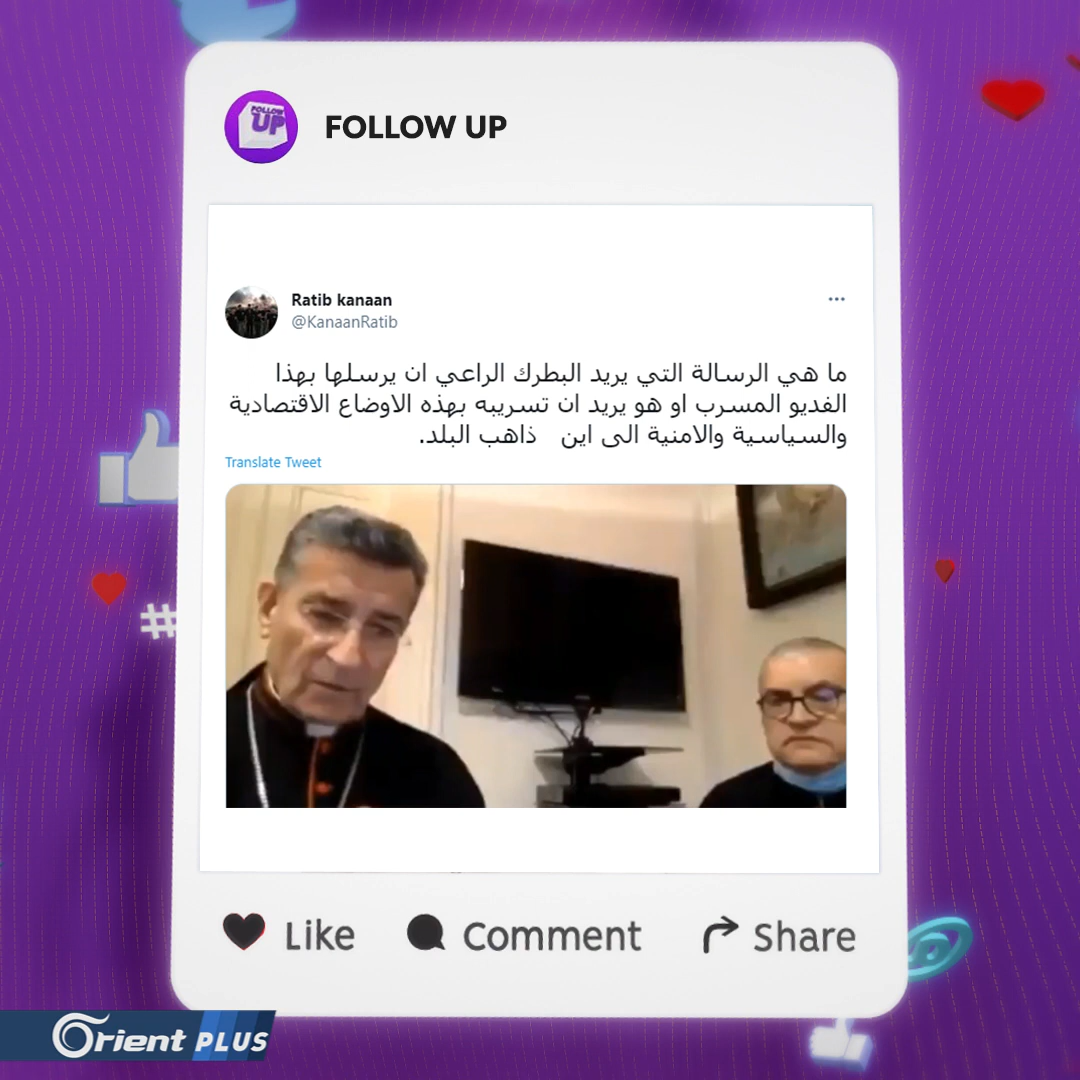 FOLLOW UP
FOLLOW UP
Ratib kanaan
@KanaanRatib
ما هي الرسالة التي يريد البطرك الراعي ان يرسلها بهذا
الفديو المسرب او هو يريد ان تسريبه بهذه الاوضاع الاقتصادية
والسياسية والامنية الى اين ذاهب البلد.
Translate Tweet
Like
Comment
Share
#
Orient PLUS